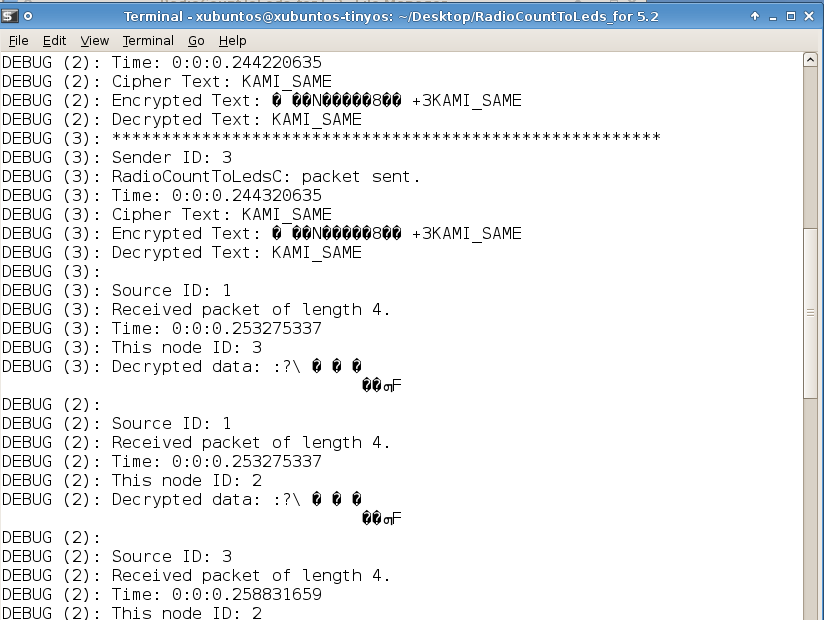 Terminal - xubuntos@xubuntos-tinyos: ~/Desktop/RadioCountToLeds_for 5.2
File Edit View Terminal Go Help
DEBUG (2): Time: 0:0:0.244220635
DEBUG (2): Cipher Text: KAMI_SAME
DEBUG (2): Encrypted Text: � ��N�����8�� +3KAMI_SAME
DEBUG (2): Decrypted Text: KAMI_SAME
DEBUG (3): *******************************************************
DEBUG (3): Sender ID: 3
DEBUG (3): RadioCountToLedsC: packet sent.
DEBUG (3): Time: 0:0:0.244320635
DEBUG (3): Cipher Text: KAMI_SAME
DEBUG (3): Encrypted Text: � ��N�����8�� +3KAMI_SAME
DEBUG (3): Decrypted Text: KAMI_SAME
DEBUG (3):
DEBUG (3): Source ID: 1
DEBUG (3): Received packet of length 4.
DEBUG (3): Time: 0:0:0.253275337
DEBUG (3): This node ID: 3
DEBUG (3): Decrypted data: :?\ � � �
DEBUG (2):
DEBUG (2): Source ID: 1
DEBUG (2): Received packet of length 4.
DEBUG (2): Time: 0:0:0.253275337
DEBUG (2): This node ID: 2
DEBUG (2): Decrypted data: :?\ � � �
DEBUG (2):
DEBUG (2): Source ID: 3
DEBUG (2): Received packet of length 4.
DEBUG (2): Time: 0:0:0.258831659
DEBUG (2): This node ID: 2